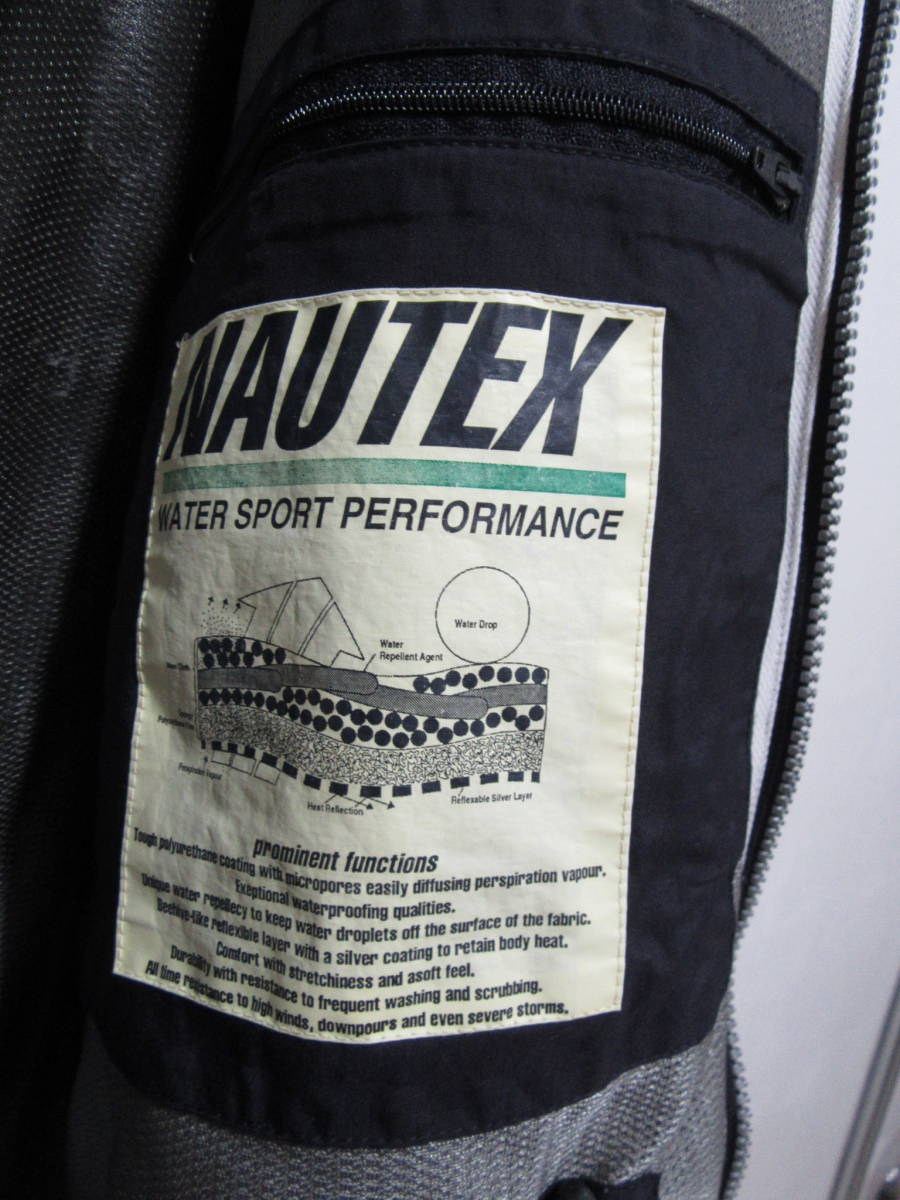 NAUTEX
WATER SPORT PERFORMANCE
Water Drop
Water
Repellent Agent
Heat Reflection
Reflexable Silver Layer
prominent functions
Tough polyurethane coating with micropores easily diffusing perspiration vapour.
Exeptional waterproofing qualities.
Unique water repellecy to keep water droplets off the surface of the fabric.
Beehive-like reflexible layer with a silver coating to retain body heat.
Comfort with stretchiness and asoft feel.
Durability with resistance to frequent washing and scrubbing.
All time resistance to high winds, downpours and even severe storms.